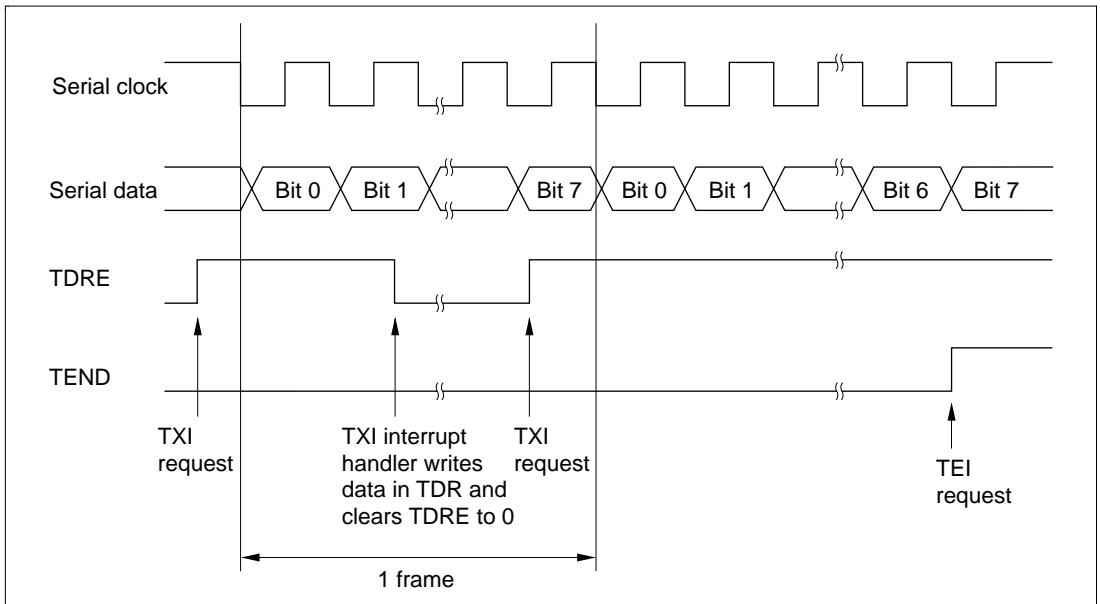 Serial clock
Serial data
Bit 0
Bit 1
Bit 7
Bit 0
Bit 1
Bit 6
Bit 7
TDRE
TEND
TXI
request
TXI interrupt
handler writes
data in TDR and
clears TDRE to 0
TXI
request
TEI
request
1 frame